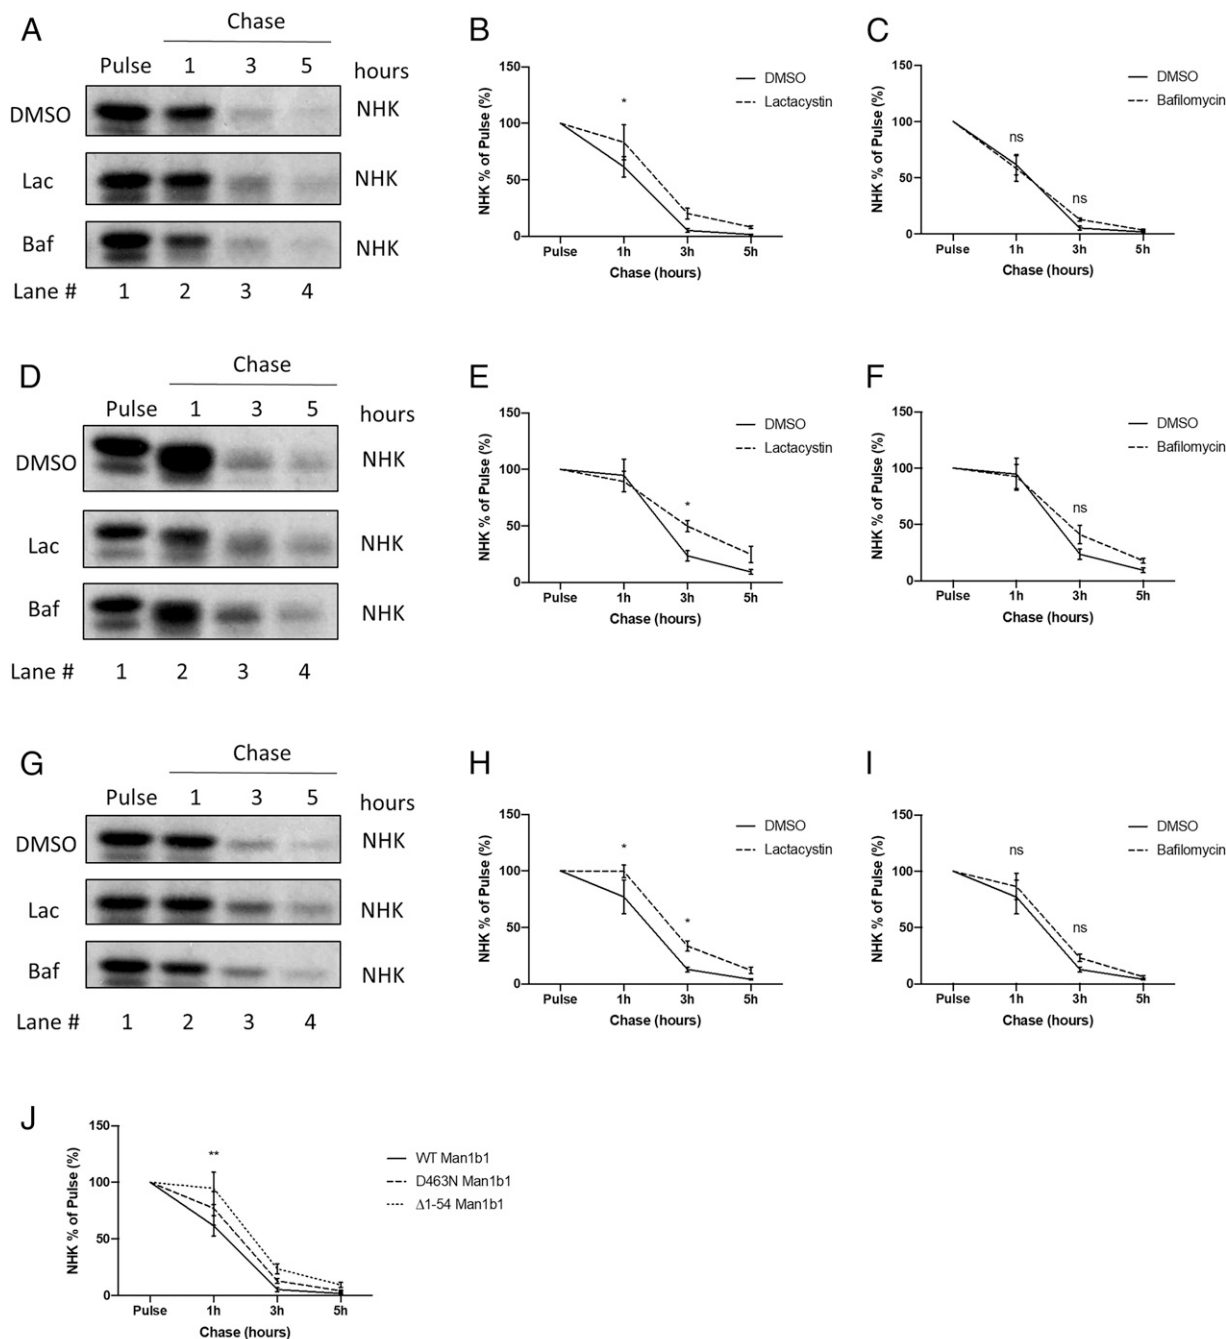 A
Chase
Pulse 1 3 5 hours
DMSO NHK
Lac NHK
Baf NHK
Lane # 1 2 3 4
B
NHK % of Pulse (%)
150
100
50
0
*
DMSO
Lactacystin
Pulse 1h 3h 5h
Chase (hours)
C
NHK % of Pulse (%)
150
100
50
0
ns
ns
DMSO
Bafilomycin
Pulse 1h 3h 5h
Chase (hours)
D
Chase
Pulse 1 3 5 hours
DMSO NHK
Lac NHK
Baf NHK
Lane # 1 2 3 4
E
NHK % of Pulse (%)
150
100
50
0
*
DMSO
Lactacystin
Pulse 1h 3h 5h
Chase (hours)
F
NHK % of Pulse (%)
150
100
50
0
ns
DMSO
Bafilomycin
Pulse 1h 3h 5h
Chase (hours)
G
Chase
Pulse 1 3 5 hours
DMSO NHK
Lac NHK
Baf NHK
Lane # 1 2 3 4
H
NHK % of Pulse (%)
150
100
50
0
*
*
DMSO
Lactacystin
Pulse 1h 3h 5h
Chase (hours)
I
NHK % of Pulse (%)
150
100
50
0
ns
ns
DMSO
Bafilomycin
Pulse 1h 3h 5h
Chase (hours)
J
NHK % of Pulse (%)
150
100
50
0
**
WT Man1b1
D463N Man1b1
Δ1-54 Man1b1
Pulse 1h 3h 5h
Chase (hours)